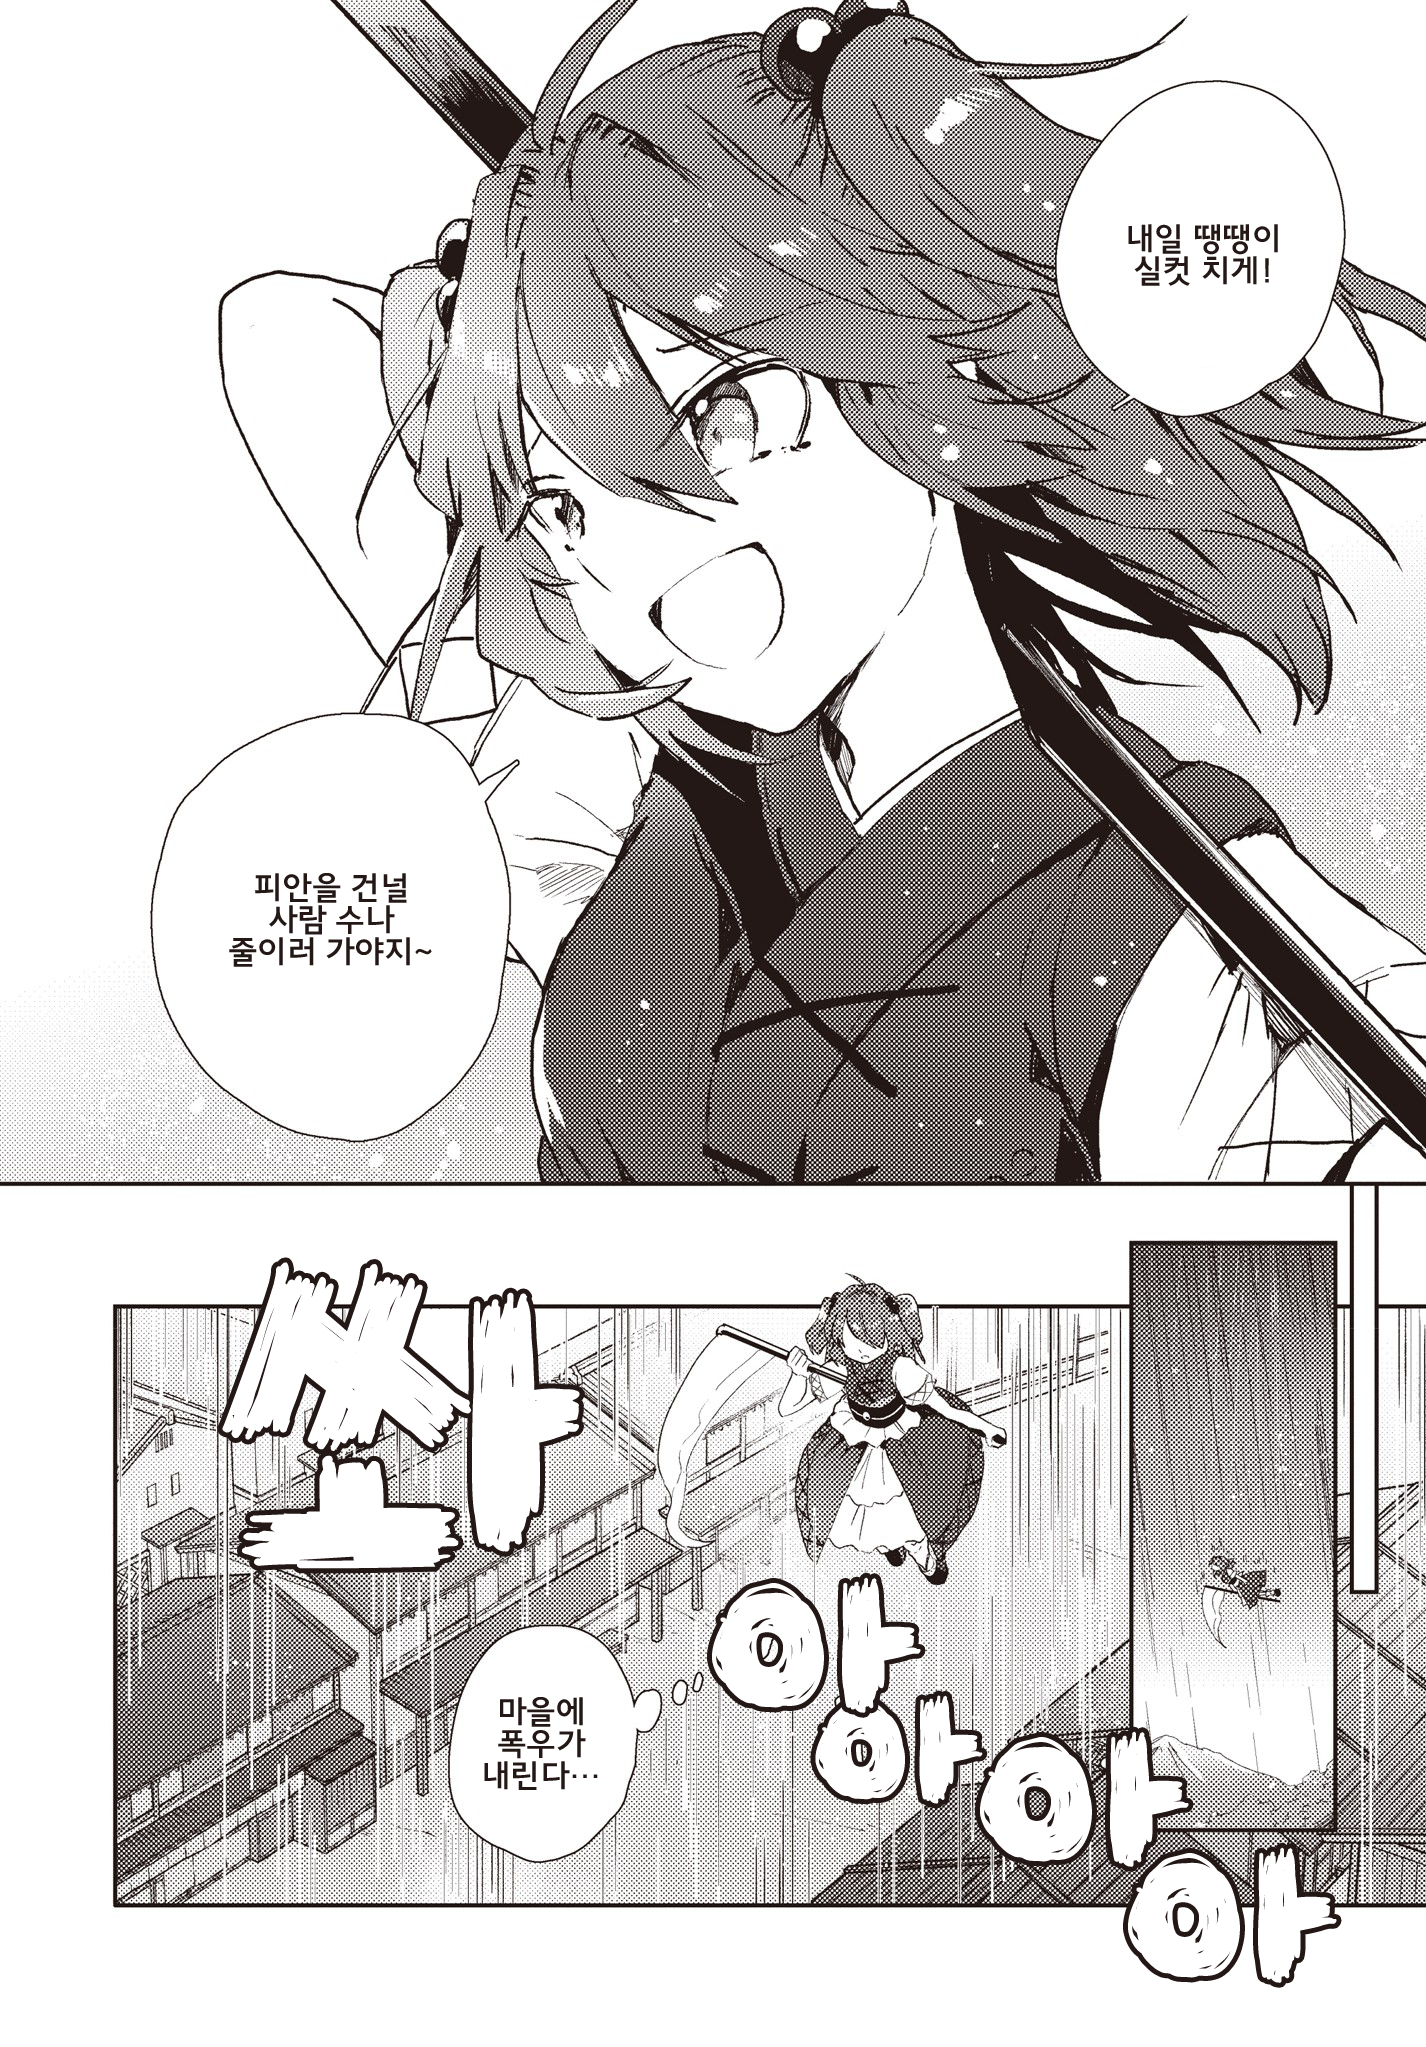 내일 땡땡이
실컷 치게!
피안을 건널
사람 수나
줄이러 가야지~
쏴
아
아
아
아
마을에
폭우가
내린다…